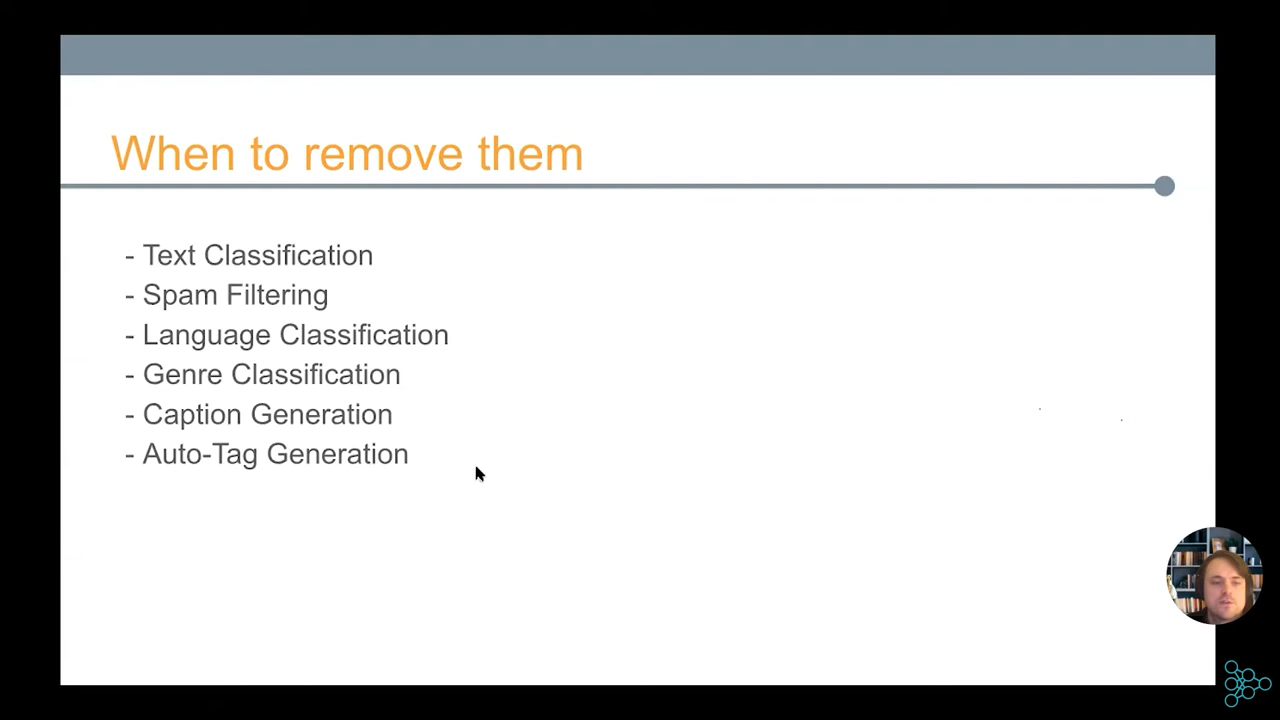 When to remove them
- Text Classification
- Spam Filtering
- Language Classification
- Genre Classification
- Caption Generation
- Auto-Tag Generation